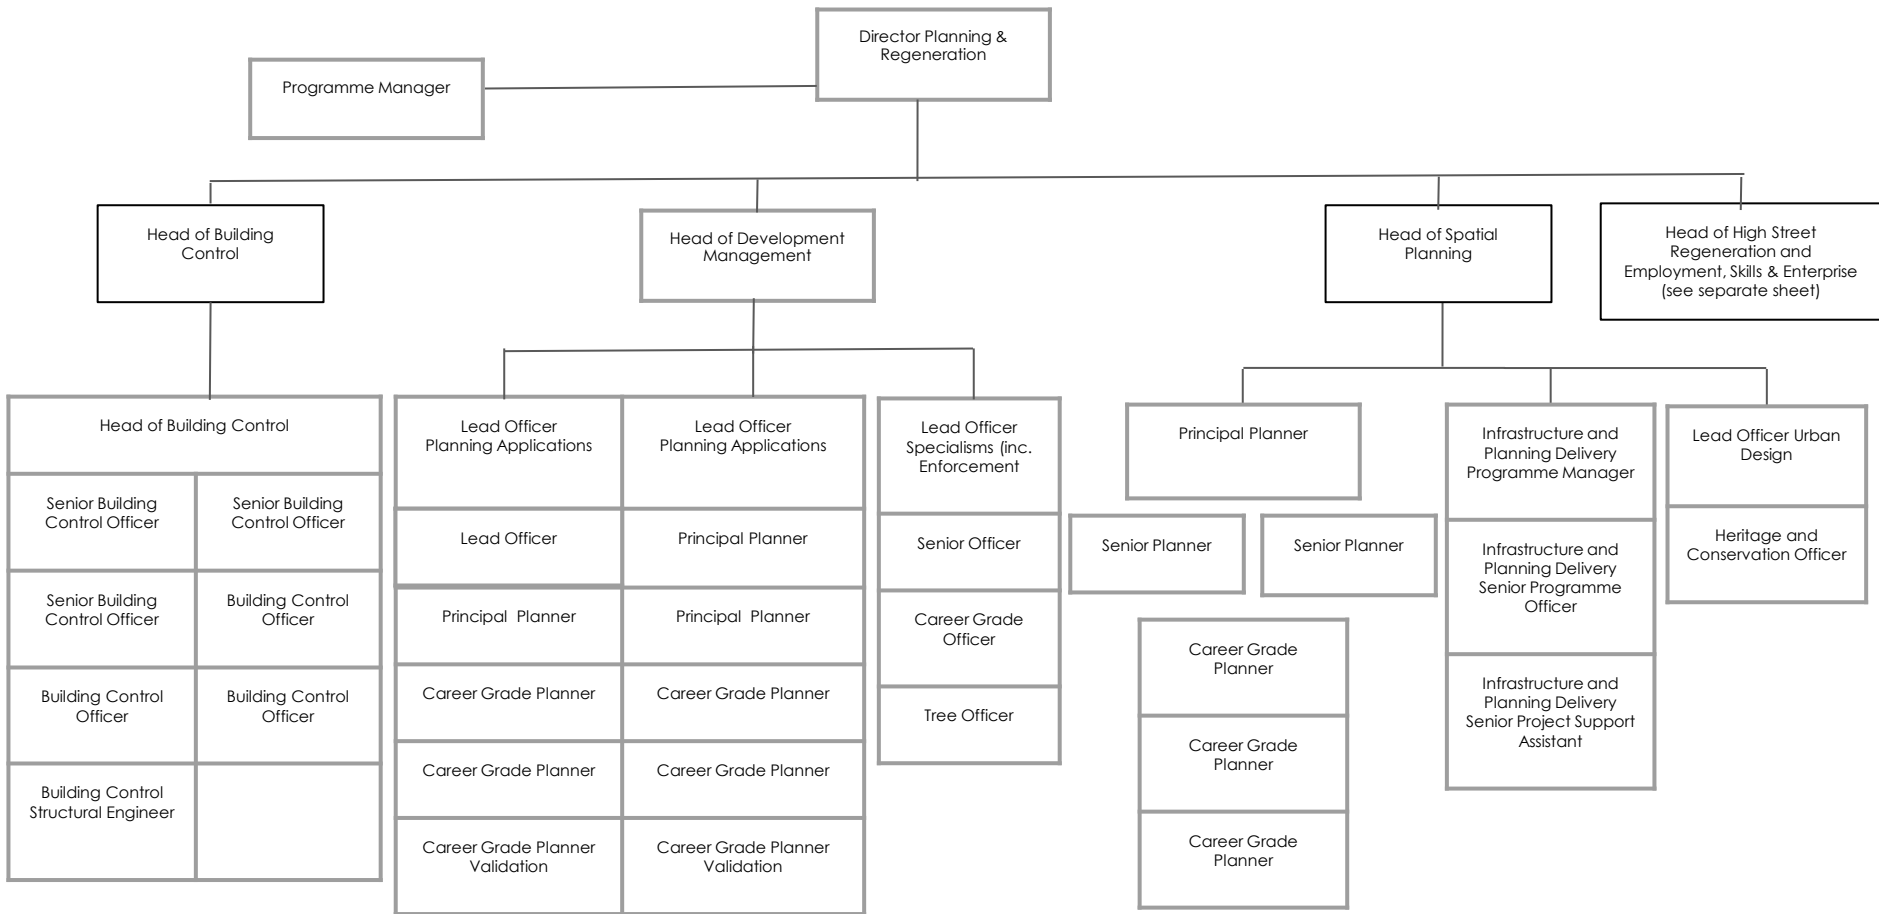 Director Planning &
Regeneration
Programme Manager
Head of Building
Control
Head of Development
Management
Head of Spatial
Planning
Head of High Street
Regeneration and
Employment, Skills & Enterprise
(see separate sheet)
Head of Building Control
Senior Building
Control Officer
Senior Building
Control Officer
Senior Building
Control Officer
Building Control
Officer
Building Control
Officer
Building Control
Officer
Building Control
Structural Engineer
Lead Officer
Planning Applications
Lead Officer
Planning Applications
Lead Officer
Principal Planner
Principal Planner
Principal Planner
Career Grade Planner
Career Grade Planner
Career Grade Planner
Career Grade Planner
Career Grade Planner
Validation
Career Grade Planner
Validation
Lead Officer
Specialisms (inc.
Enforcement
Senior Officer
Career Grade
Officer
Tree Officer
Principal Planner
Senior Planner
Senior Planner
Career Grade
Planner
Career Grade
Planner
Career Grade
Planner
Infrastructure and
Planning Delivery
Programme Manager
Infrastructure and
Planning Delivery
Senior Programme
Officer
Infrastructure and
Planning Delivery
Senior Project Support
Assistant
Lead Officer Urban
Design
Heritage and
Conservation Officer